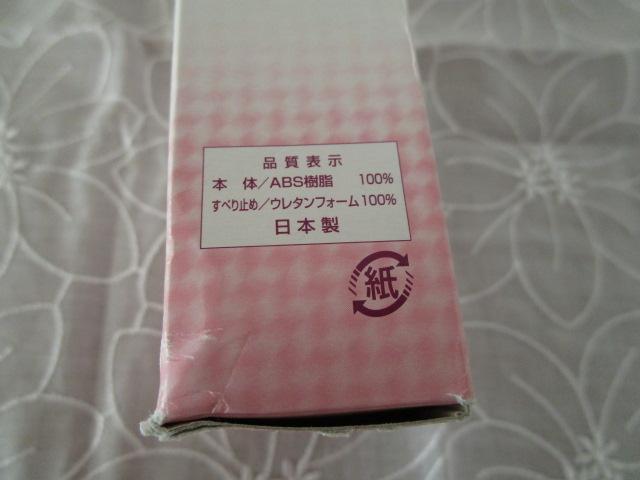 品質表示
本 体/ABS樹脂 100%
すべり止め/ウレタンフォーム100%
日本製
紙